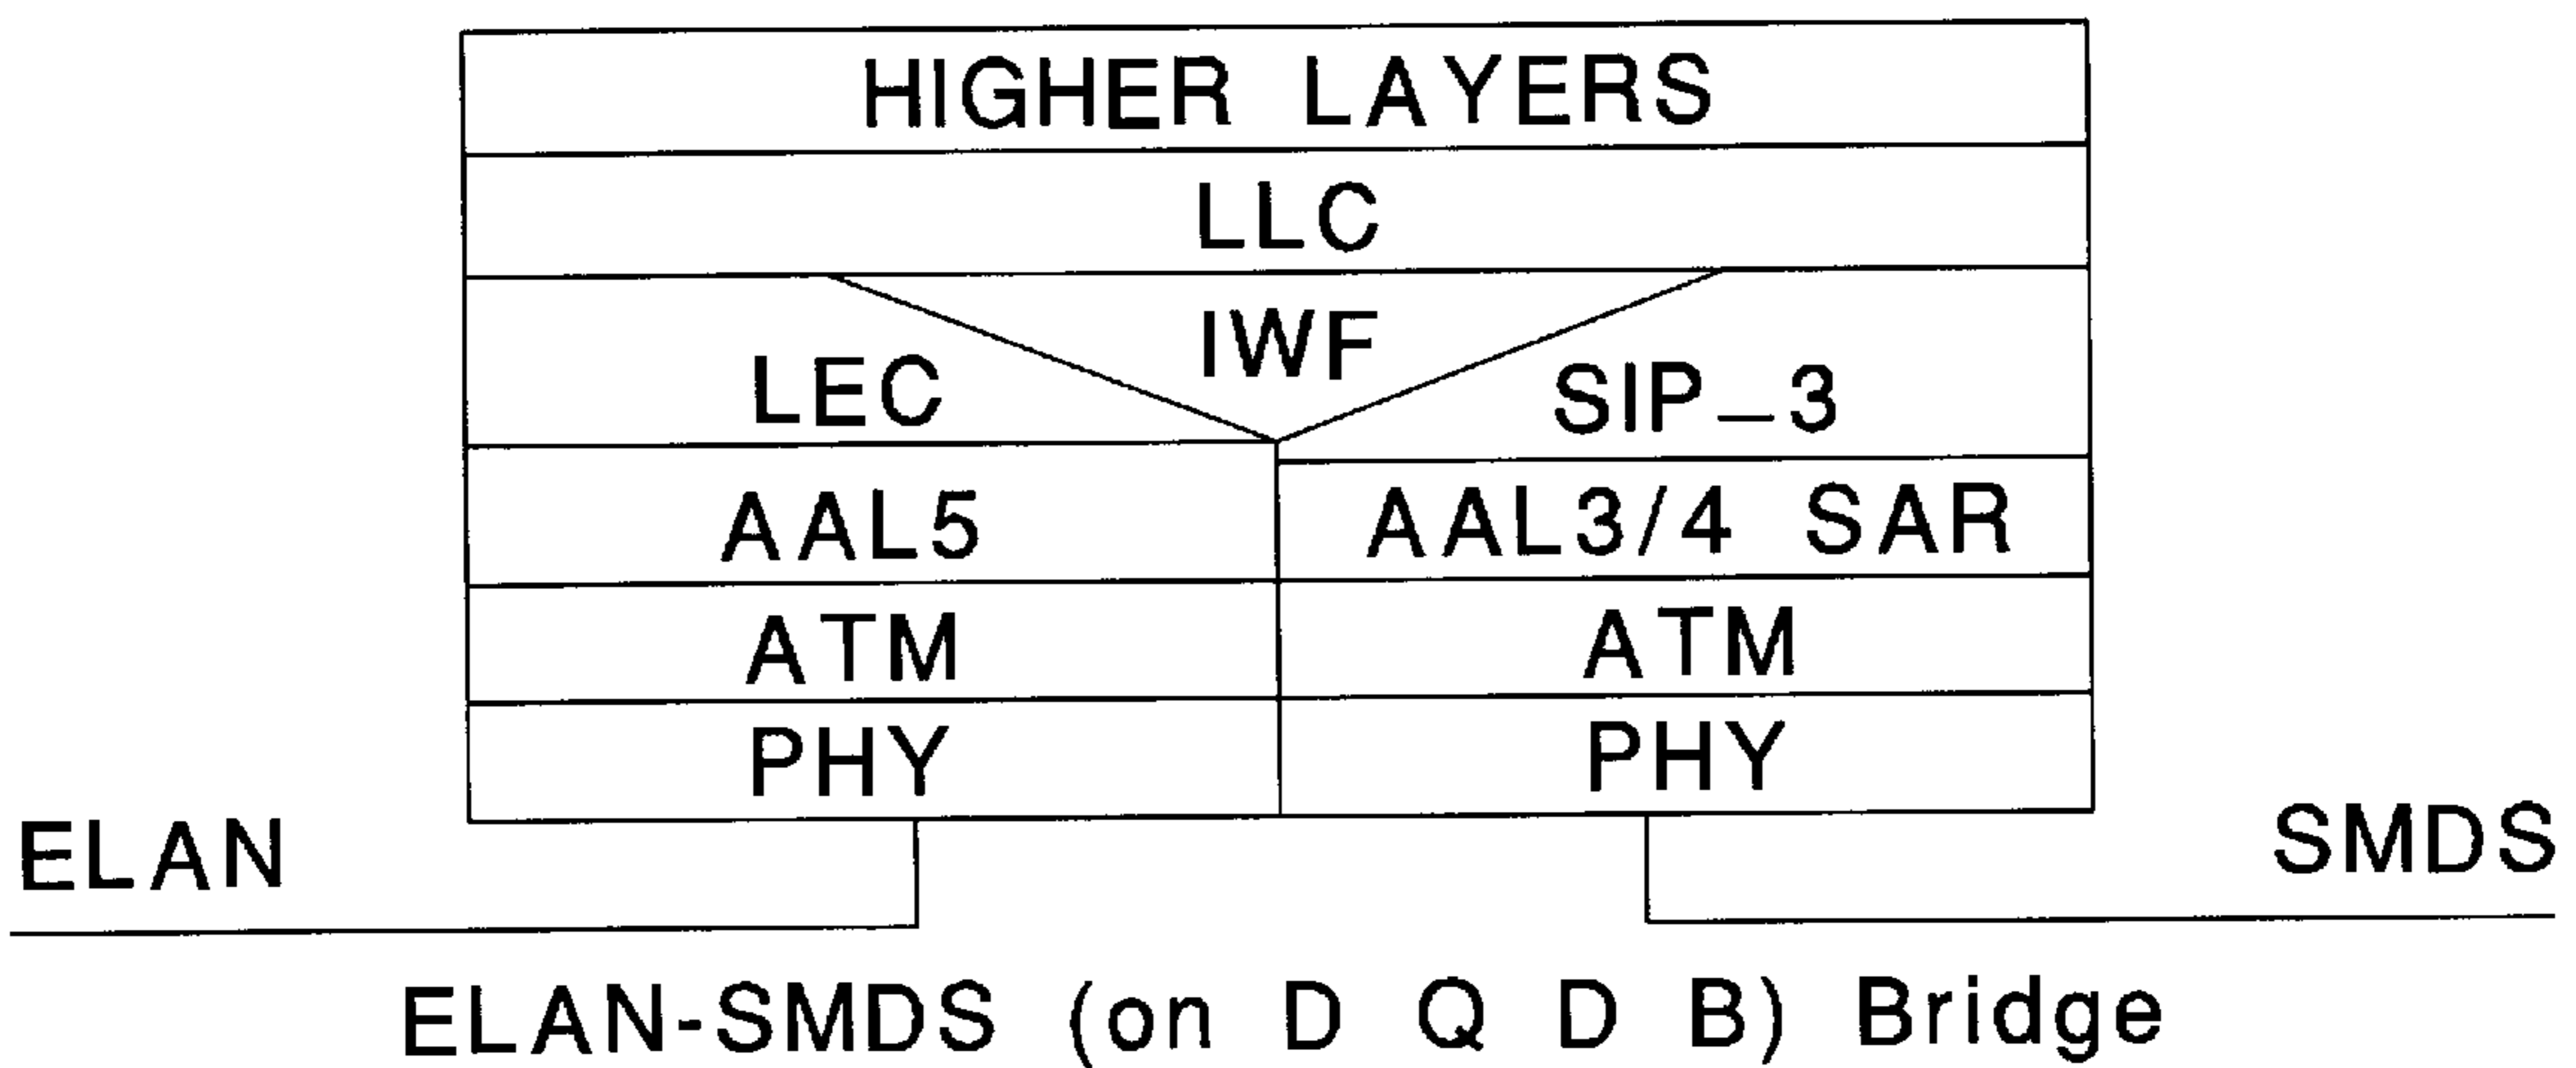 HIGHER LAYERS
LLC
IWF
LEC SIP_3
AAL5 AAL3/4 SAR
ATM ATM
PHY PHY
ELAN SMDS
ELAN-SMDS (on D Q D B) Bridge